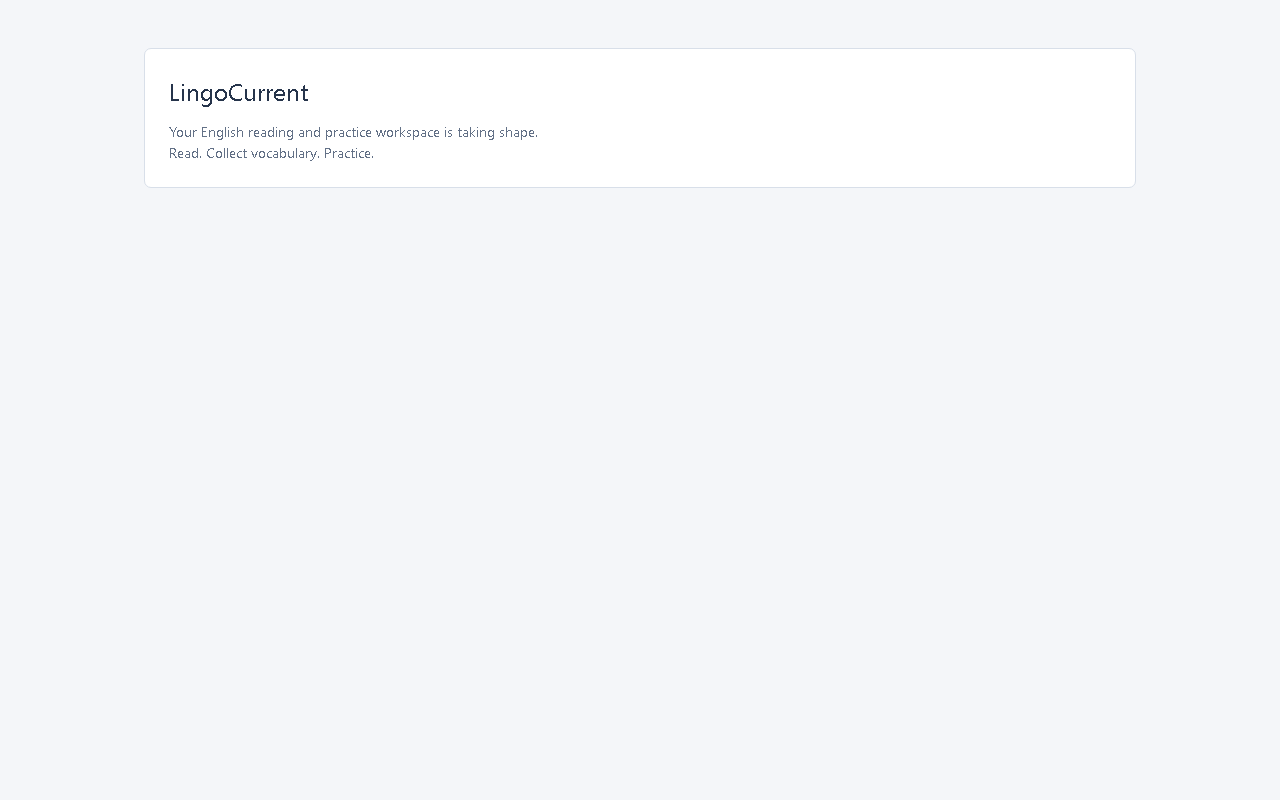 LingoCurrent
Your English reading and practice workspace is taking shape.
Read. Collect vocabulary. Practice.